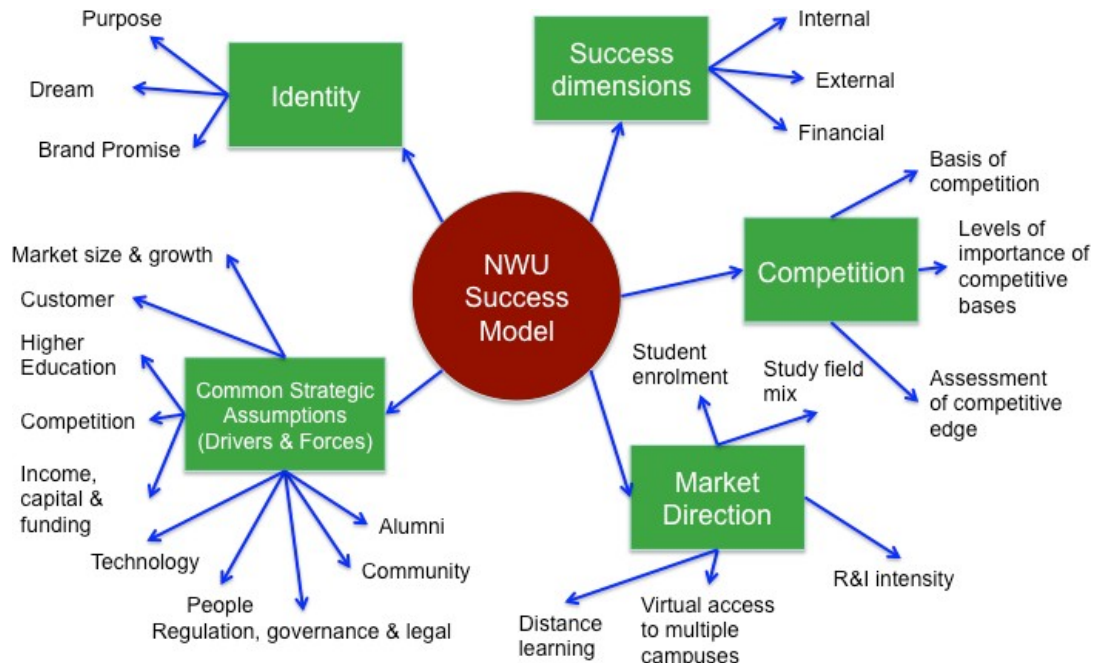 Purpose
Dream
Brand Promise
Identity
Success
dimensions
Internal
External
Financial
NWU
Success
Model
Competition
Basis of
competition
Levels of
importance of
competitive
bases
Assessment
of competitive
edge
Market size & growth
Customer
Higher
Education
Competition
Income,
capital &
funding
Common Strategic
Assumptions
(Drivers & Forces)
Technology
People
Regulation, governance & legal
Community
Alumni
Student
enrolment
Study field
mix
Market
Direction
R&I intensity
Distance
learning
Virtual access
to multiple
campuses